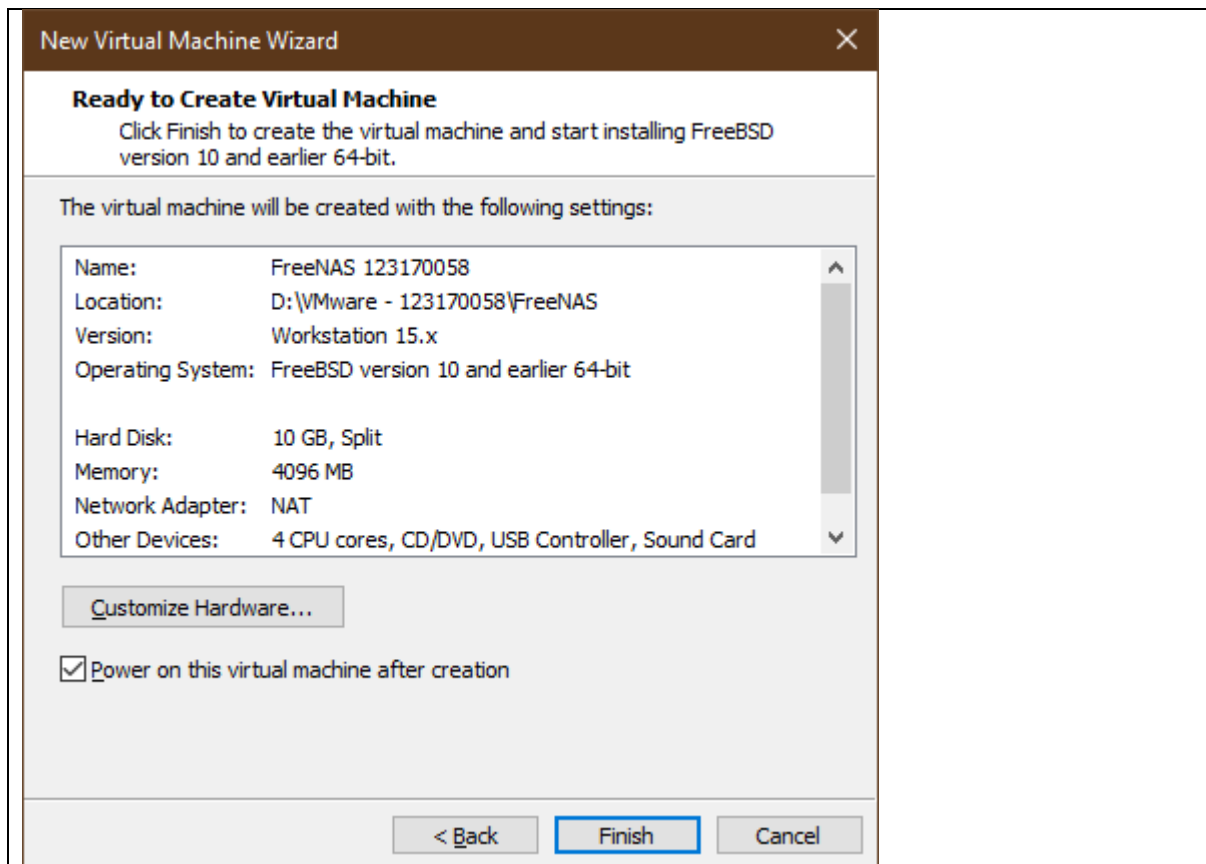 New Virtual Machine Wizard
Ready to Create Virtual Machine
Click Finish to create the virtual machine and start installing FreeBSD
version 10 and earlier 64-bit.
The virtual machine will be created with the following settings:
Name: FreeNAS 123170058
Location: D:\VMware - 123170058\FreeNAS
Version: Workstation 15.x
Operating System: FreeBSD version 10 and earlier 64-bit
Hard Disk: 10 GB, Split
Memory: 4096 MB
Network Adapter: NAT
Other Devices: 4 CPU cores, CD/DVD, USB Controller, Sound Card
Customize Hardware...
Power on this virtual machine after creation
< Back Finish Cancel